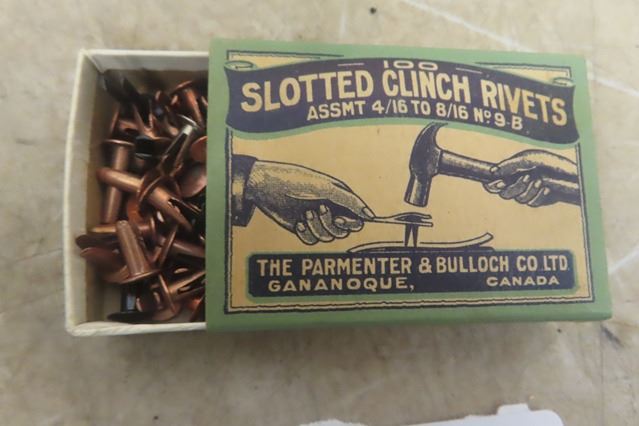 100
SLOTTED CLINCH RIVETS
ASSMT 4/16 TO 8/16 No 9-B
THE PARMENTER & BULLOCH CO. LTD.
GANANOQUE, CANADA